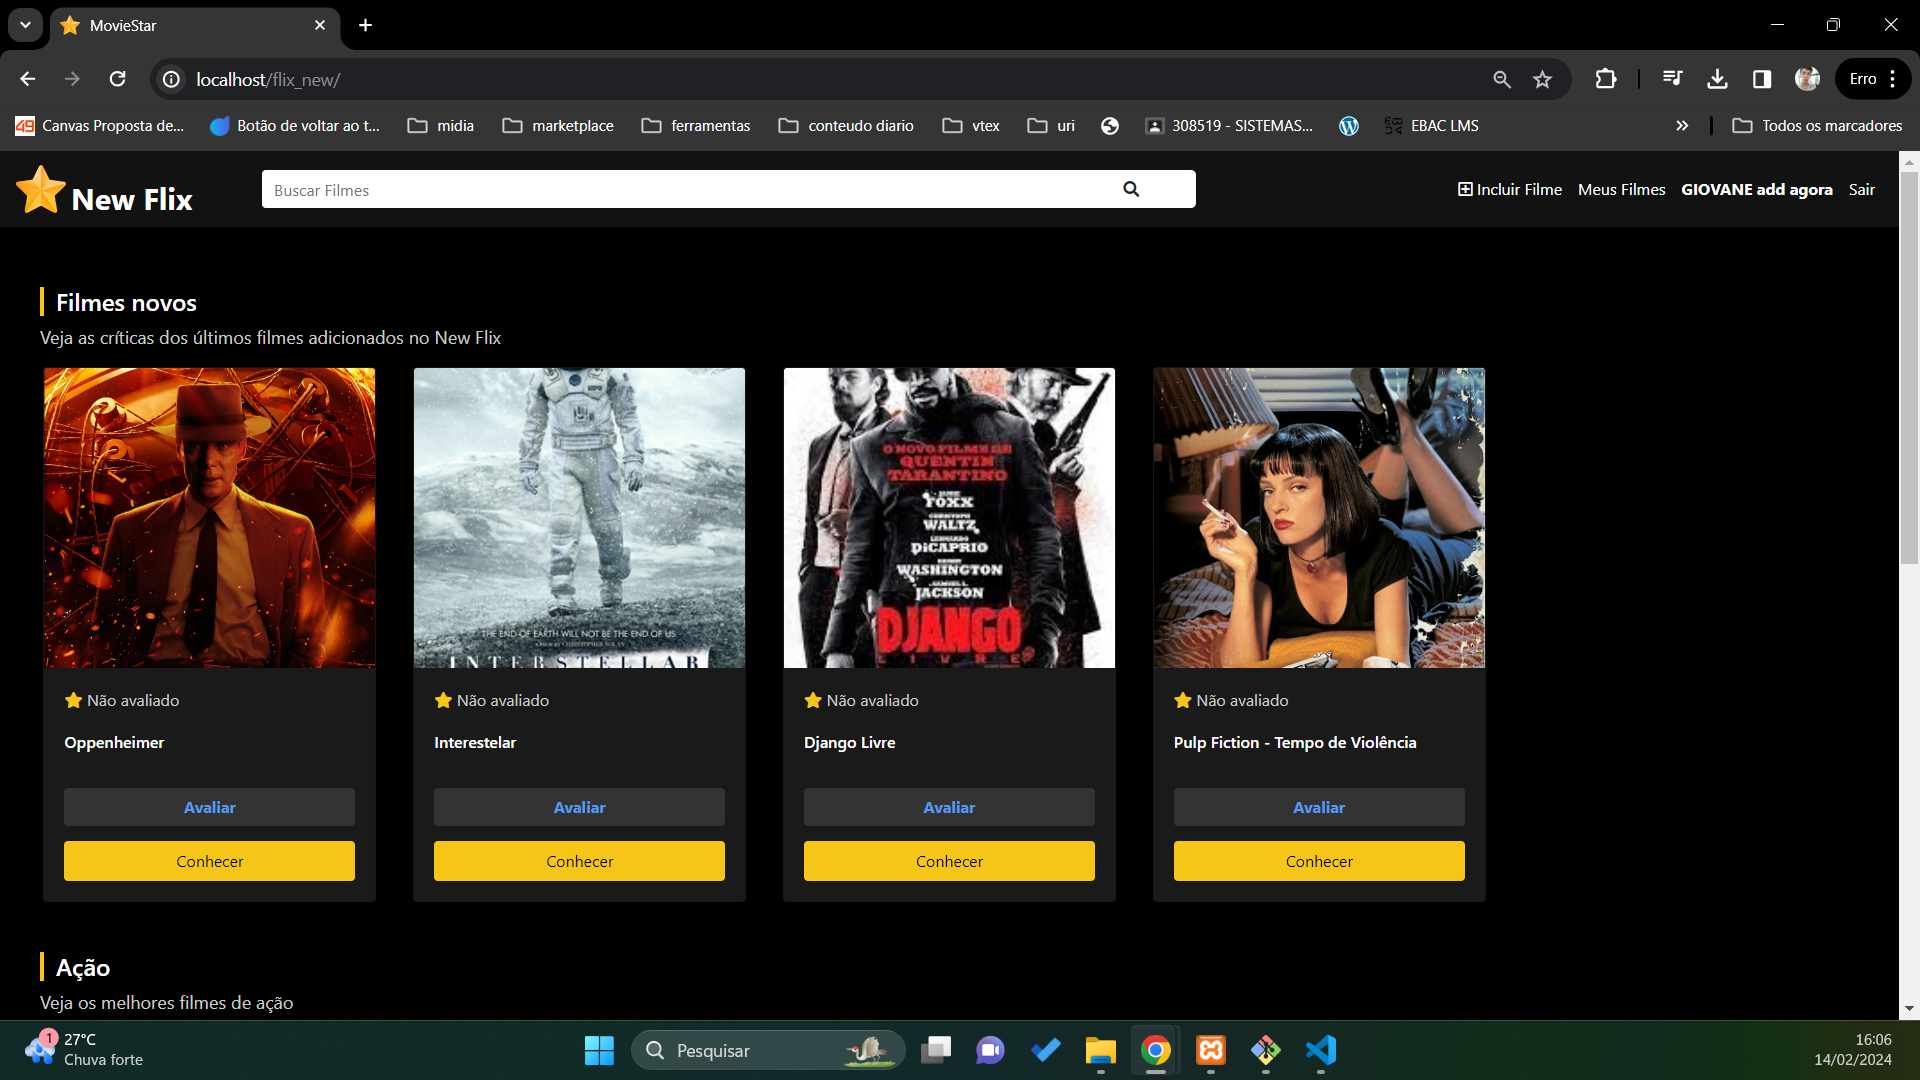 MovieStar
localhost/flix_new/
Erro
Canvas Proposta de...
Botão de voltar ao t...
midia
marketplace
ferramentas
conteudo diario
vtex
uri
308519 - SISTEMAS...
EBAC LMS
Todos os marcadores
New Flix
Buscar Filmes
Incluir Filme
Meus Filmes
GIOVANE add agora
Sair
Filmes novos
Veja as críticas dos últimos filmes adicionados no New Flix
THE END OF EARTH WILL NOT BE THE END OF US
INTERSTELLAR
O NOVO FILME DE
QUENTIN
TARANTINO
JAMIE
FOXX
CHRISTOPH
WALTZ
LEONARDO
DiCAPRIO
KERRY
WASHINGTON
SAMUEL L.
JACKSON
DJANGO
LIVRE
Não avaliado
Oppenheimer
Avaliar
Conhecer
Não avaliado
Interestelar
Avaliar
Conhecer
Não avaliado
Django Livre
Avaliar
Conhecer
Não avaliado
Pulp Fiction - Tempo de Violência
Avaliar
Conhecer
Ação
Veja os melhores filmes de ação
1
27°C
Chuva forte
Pesquisar
16:06
14/02/2024